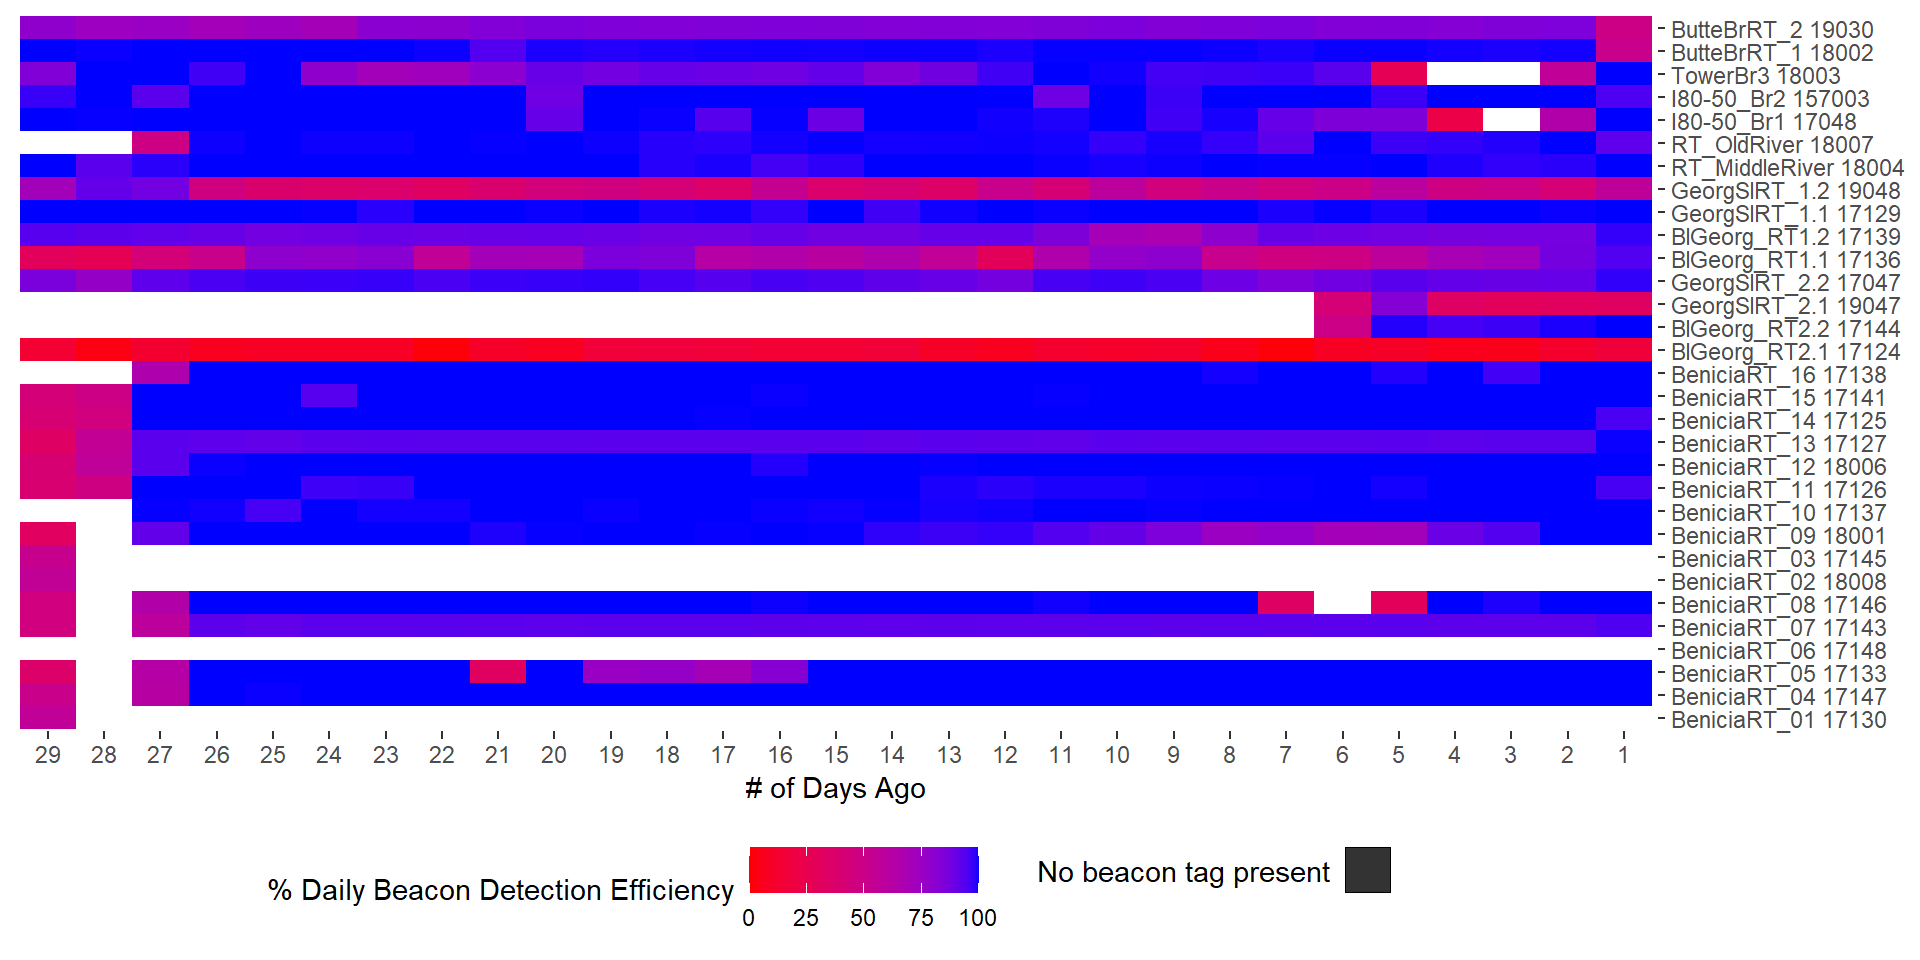 ButteBrRT_2 19030
ButteBrRT_1 18002
TowerBr3 18003
I80-50_Br2 157003
I80-50_Br1 17048
RT_OldRiver 18007
RT_MiddleRiver 18004
GeorgSlRT_1.2 19048
GeorgSlRT_1.1 17129
BlGeorg_RT1.2 17139
BlGeorg_RT1.1 17136
GeorgSlRT_2.2 17047
GeorgSlRT_2.1 19047
BlGeorg_RT2.2 17144
BlGeorg_RT2.1 17124
BeniciaRT_16 17138
BeniciaRT_15 17141
BeniciaRT_14 17125
BeniciaRT_13 17127
BeniciaRT_12 18006
BeniciaRT_11 17126
BeniciaRT_10 17137
BeniciaRT_09 18001
BeniciaRT_03 17145
BeniciaRT_02 18008
BeniciaRT_08 17146
BeniciaRT_07 17143
BeniciaRT_06 17148
BeniciaRT_05 17133
BeniciaRT_04 17147
BeniciaRT_01 17130
29 28 27 26 25 24 23 22 21 20 19 18 17 16 15 14 13 12 11 10 9 8 7 6 5 4 3 2 1
# of Days Ago
% Daily Beacon Detection Efficiency
0 25 50 75 100
No beacon tag present